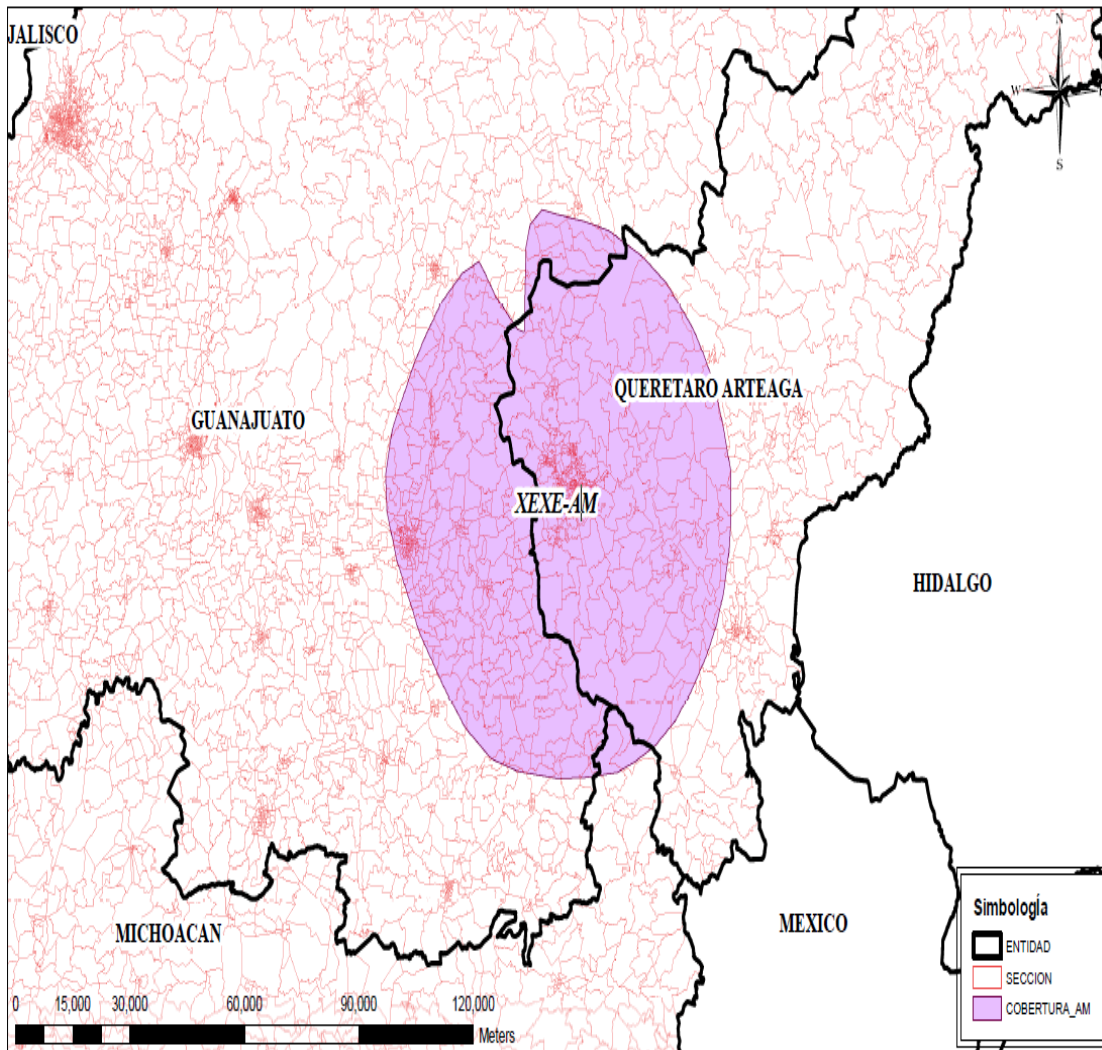 JALISCO
N
W
S
QUERETARO ARTEAGA
GUANAJUATO
XEXE-AM
HIDALGO
MICHOACAN
MEXICO
0 15,000 30,000 60,000 90,000 120,000
Meters
Simbología
ENTIDAD
SECCION
COBERTURA_AM